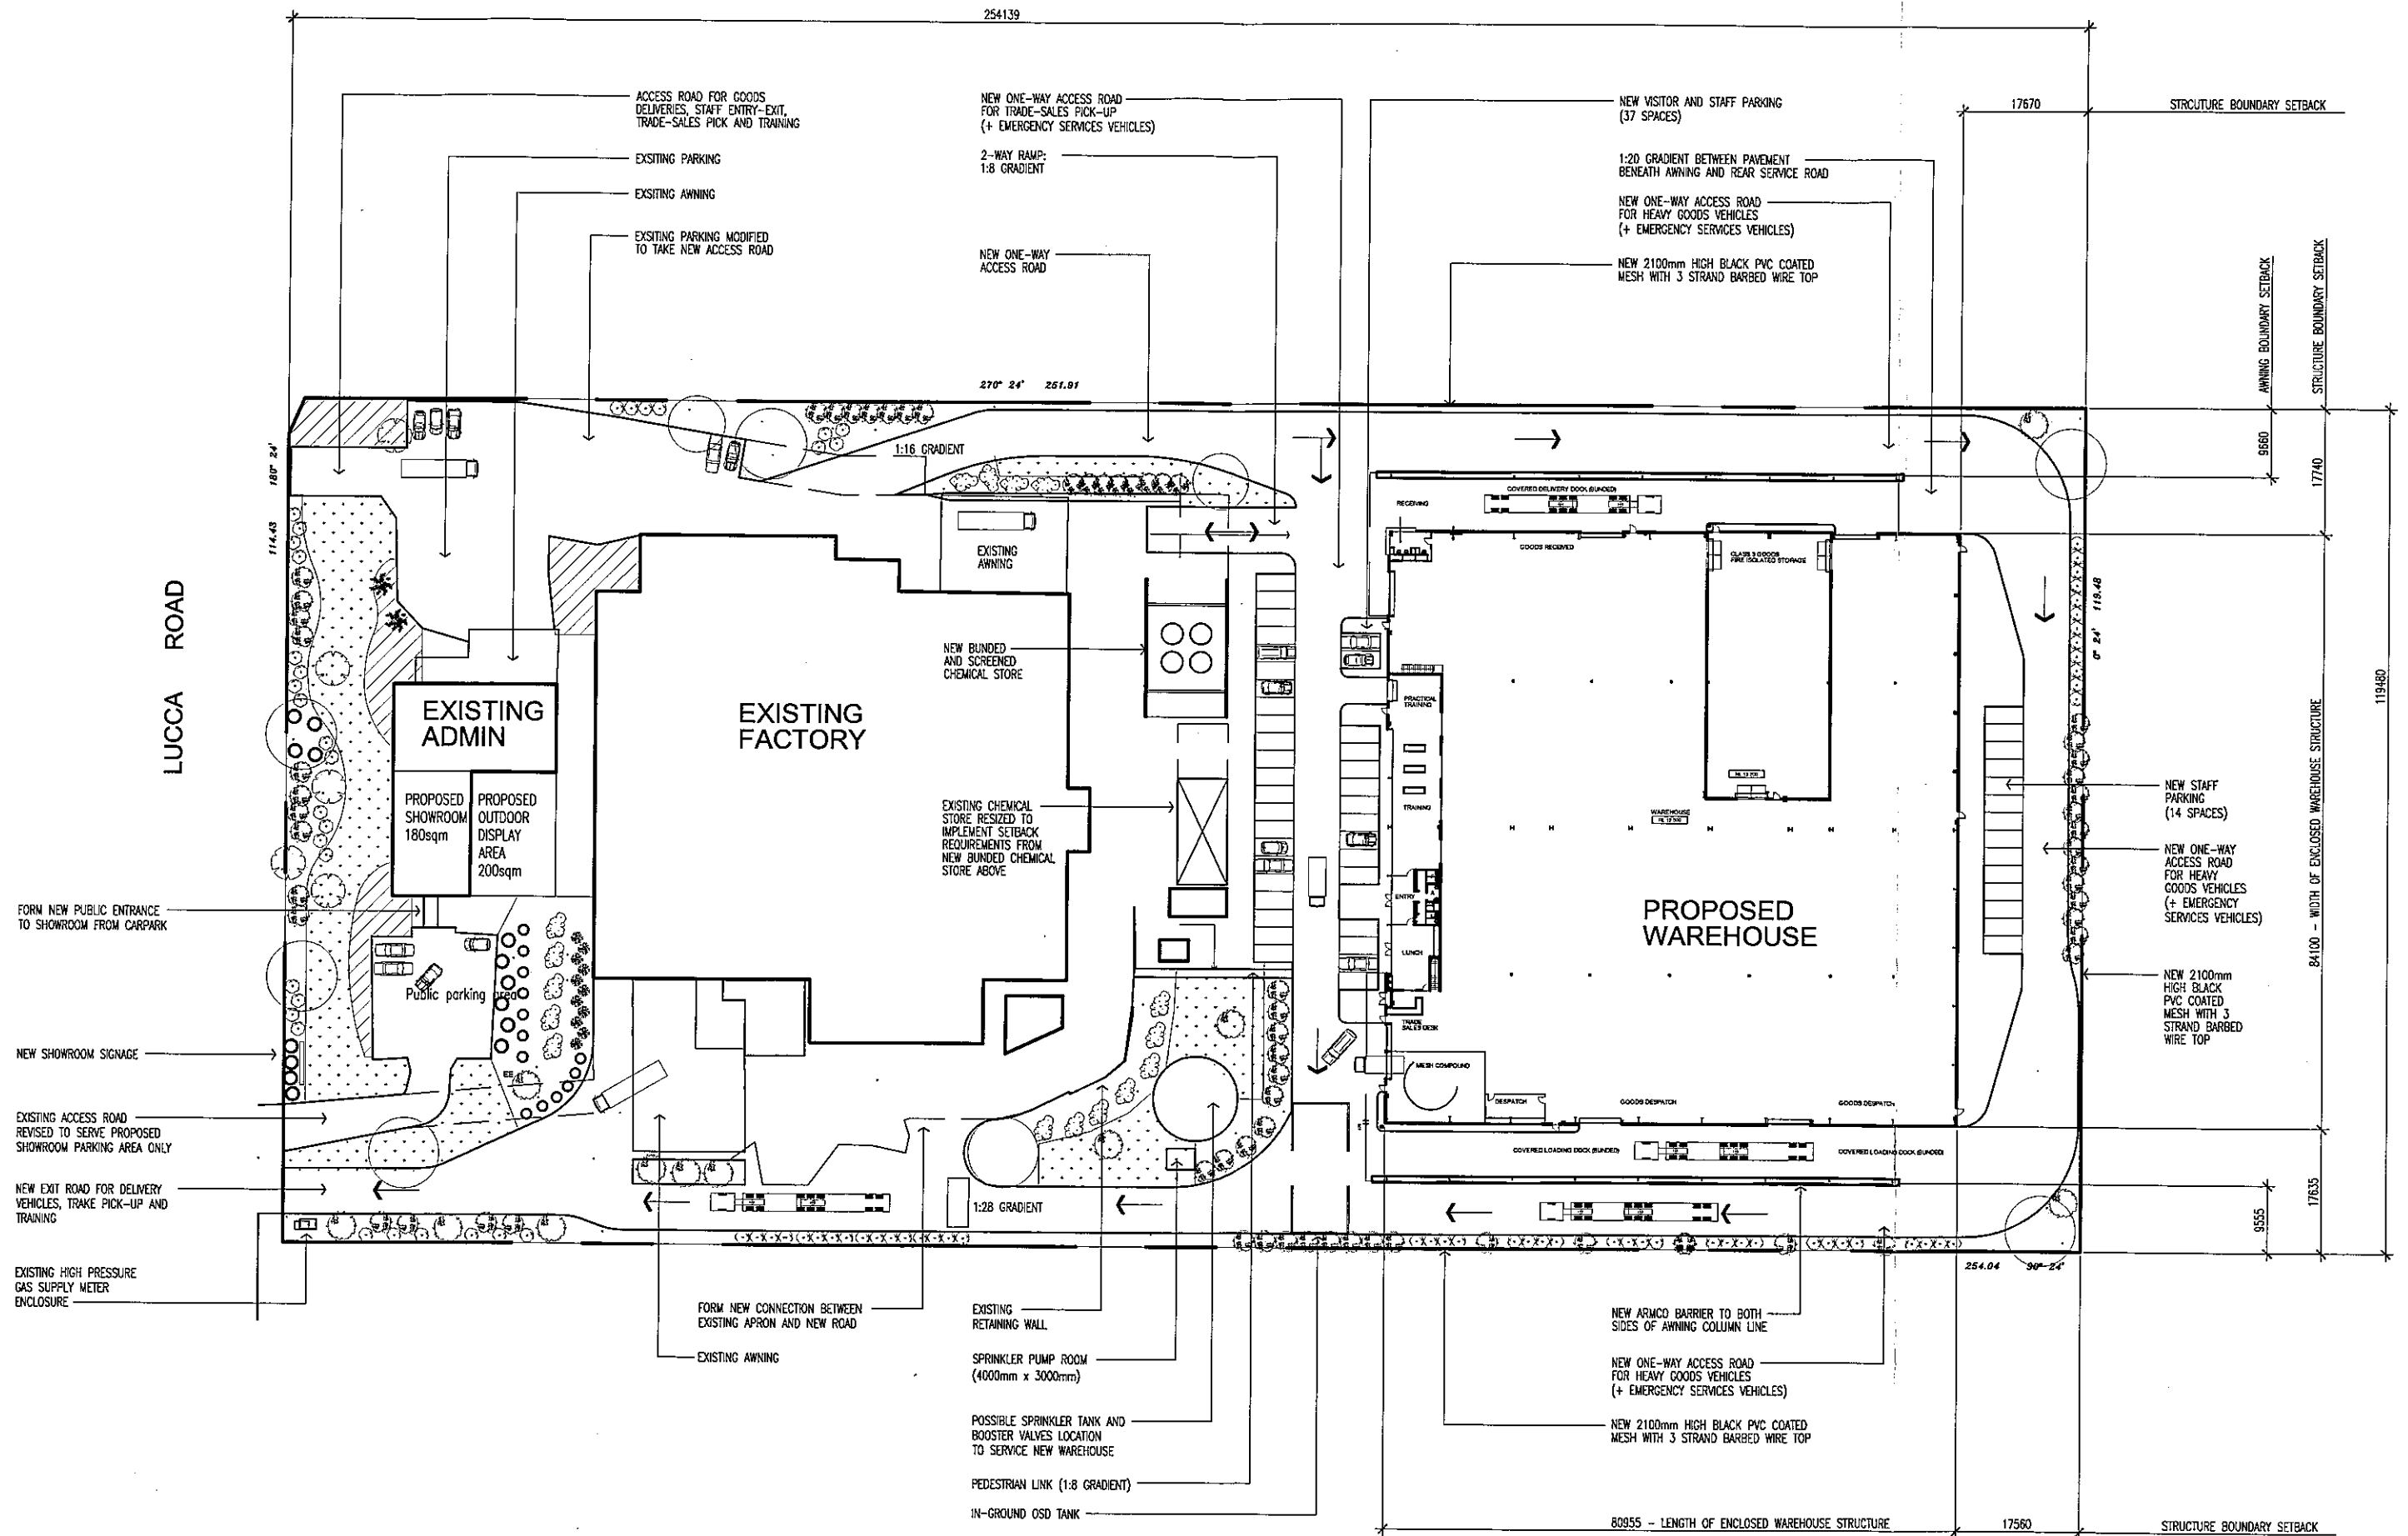 254139
ACCESS ROAD FOR GOODS
DELIVERIES, STAFF ENTRY-EXIT,
TRADE-SALES PICK AND TRAINING
EXSITING PARKING
EXSITING AWNING
EXSITING PARKING MODIFIED
TO TAKE NEW ACCESS ROAD
NEW ONE-WAY ACCESS ROAD
FOR TRADE-SALES PICK-UP
(+ EMERGENCY SERVICES VEHICLES)
2-WAY RAMP:
1:8 GRADIENT
NEW ONE-WAY
ACCESS ROAD
NEW VISITOR AND STAFF PARKING
(37 SPACES)
1:20 GRADIENT BETWEEN PAVEMENT
BENEATH AWNING AND REAR SERVICE ROAD
NEW ONE-WAY ACCESS ROAD
FOR HEAVY GOODS VEHICLES
(+ EMERGENCY SERVICES VEHICLES)
NEW 2100mm HIGH BLACK PVC COATED
MESH WITH 3 STRAND BARBED WIRE TOP
17670
STRCUTURE BOUNDARY SETBACK
AWNING BOUNDARY SETBACK
STRUCTURE BOUNDARY SETBACK
9660
17740
119480
84100 - WIDTH OF ENCLOSED WAREHOUSE STRUCTURE
270° 24' 251.91
180° 24'
114.43
0° 24' 119.48
LUCCA ROAD
1:16 GRADIENT
EXISTING
AWNING
RECEIVING
COVERED DELIVERY DOCK (BUNDED)
GOODS RECEIVED
CLASS 3 GOODS
FIRE ISOLATED STORAGE
NEW BUNDED
AND SCREENED
CHEMICAL STORE
EXISTING
ADMIN
EXISTING
FACTORY
PRACTICAL
TRAINING
TRAINING
WAREHOUSE
PROPOSED
SHOWROOM
180sqm
PROPOSED
OUTDOOR
DISPLAY
AREA
200sqm
EXISTING CHEMICAL
STORE RESIZED TO
IMPLEMENT SETBACK
REQUIREMENTS FROM
NEW BUNDED CHEMICAL
STORE ABOVE
NEW STAFF
PARKING
(14 SPACES)
NEW ONE-WAY
ACCESS ROAD
FOR HEAVY
GOODS VEHICLES
(+ EMERGENCY
SERVICES VEHICLES)
ENTRY
LUNCH
PROPOSED
WAREHOUSE
FORM NEW PUBLIC ENTRANCE
TO SHOWROOM FROM CARPARK
Public parking area
NEW 2100mm
HIGH BLACK
PVC COATED
MESH WITH 3
STRAND BARBED
WIRE TOP
TRADE
SALES DESK
NEW SHOWROOM SIGNAGE
EE
MESH COMPOUND
DESPATCH
GOODS DESPATCH
GOODS DESPATCH
EXISTING ACCESS ROAD
REVISED TO SERVE PROPOSED
SHOWROOM PARKING AREA ONLY
COVERED LOADING DOCK (BUNDED)
COVERED LOADING DOCK (BUNDED)
NEW EXIT ROAD FOR DELIVERY
VEHICLES, TRAKE PICK-UP AND
TRAINING
1:28 GRADIENT
17635
9555
EXISTING HIGH PRESSURE
GAS SUPPLY METER
ENCLOSURE
254.04 90° 24'
FORM NEW CONNECTION BETWEEN
EXISTING APRON AND NEW ROAD
EXISTING AWNING
EXISTING
RETAINING WALL
SPRINKLER PUMP ROOM
(4000mm x 3000mm)
POSSIBLE SPRINKLER TANK AND
BOOSTER VALVES LOCATION
TO SERVICE NEW WAREHOUSE
PEDESTRIAN LINK (1:8 GRADIENT)
IN-GROUND OSD TANK
NEW ARMCO BARRIER TO BOTH
SIDES OF AWNING COLUMN LINE
NEW ONE-WAY ACCESS ROAD
FOR HEAVY GOODS VEHICLES
(+ EMERGENCY SERVICES VEHICLES)
NEW 2100mm HIGH BLACK PVC COATED
MESH WITH 3 STRAND BARBED WIRE TOP
80955 - LENGTH OF ENCLOSED WAREHOUSE STRUCTURE
17560
STRUCTURE BOUNDARY SETBACK